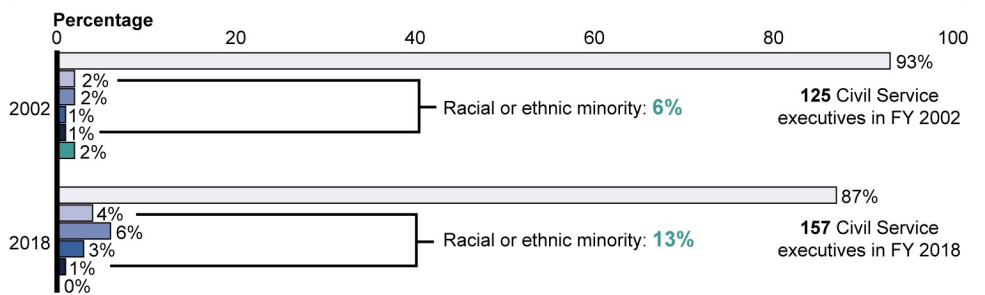 Percentage
0 20 40 60 80 100
93%
2%
2%
2002
1%
1%
2%
Racial or ethnic minority: 6%
125 Civil Service
executives in FY 2002
87%
4%
6%
2018
3%
1%
0%
Racial or ethnic minority: 13%
157 Civil Service
executives in FY 2018